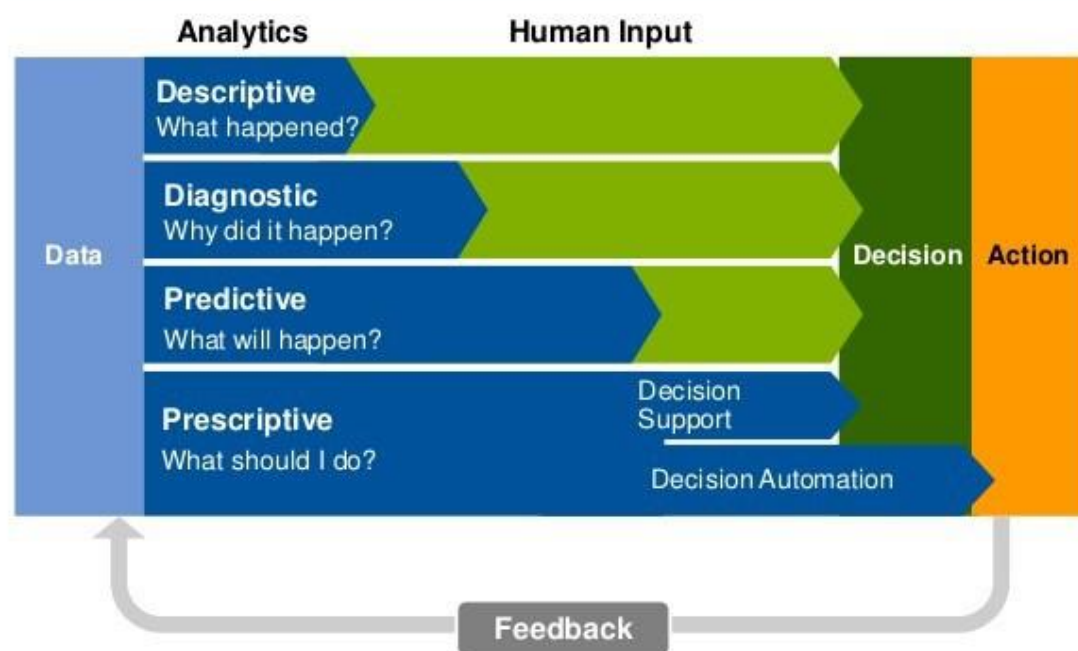 Analytics
Human Input
Descriptive
What happened?
Diagnostic
Why did it happen?
Data
Decision
Action
Predictive
What will happen?
Decision
Support
Prescriptive
What should I do?
Decision Automation
Feedback